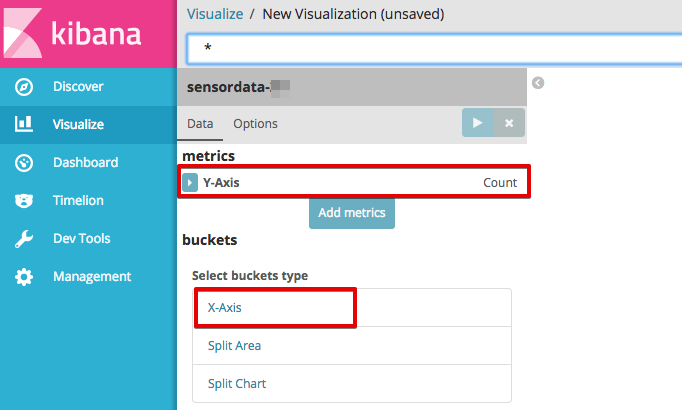 kibana
Discover
Visualize
Dashboard
Timelion
Dev Tools
Management
Visualize / New Visualization (unsaved)
*
sensordata-
Data Options
metrics
Y-Axis Count
Add metrics
buckets
Select buckets type
X-Axis
Split Area
Split Chart